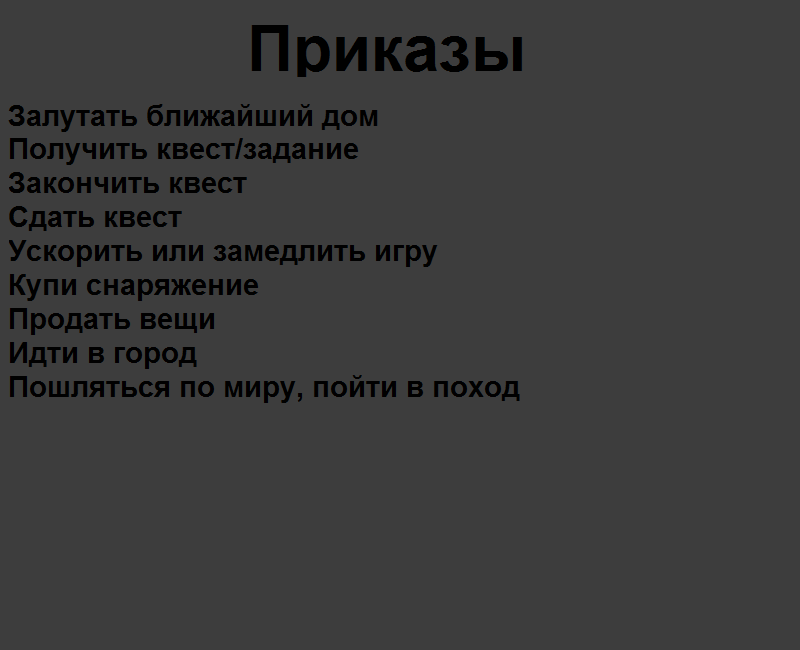 Приказы
Залутать ближайший дом
Получить квест/задание
Закончить квест
Сдать квест
Ускорить или замедлить игру
Купи снаряжение
Продать вещи
Идти в город
Пошляться по миру, пойти в поход